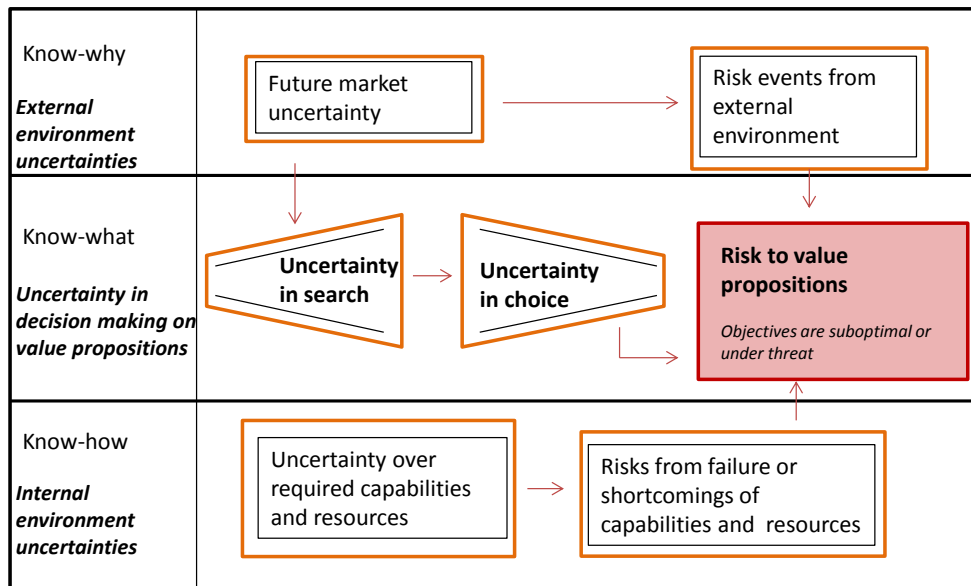 Know-why
External
environment
uncertainties
Future market
uncertainty
Risk events from
external
environment
Know-what
Uncertainty in
decision making on
value propositions
Uncertainty
in search
Uncertainty
in choice
Risk to value
propositions
Objectives are suboptimal or
under threat
Know-how
Internal
environment
uncertainties
Uncertainty over
required capabilities
and resources
Risks from failure or
shortcomings of
capabilities and resources